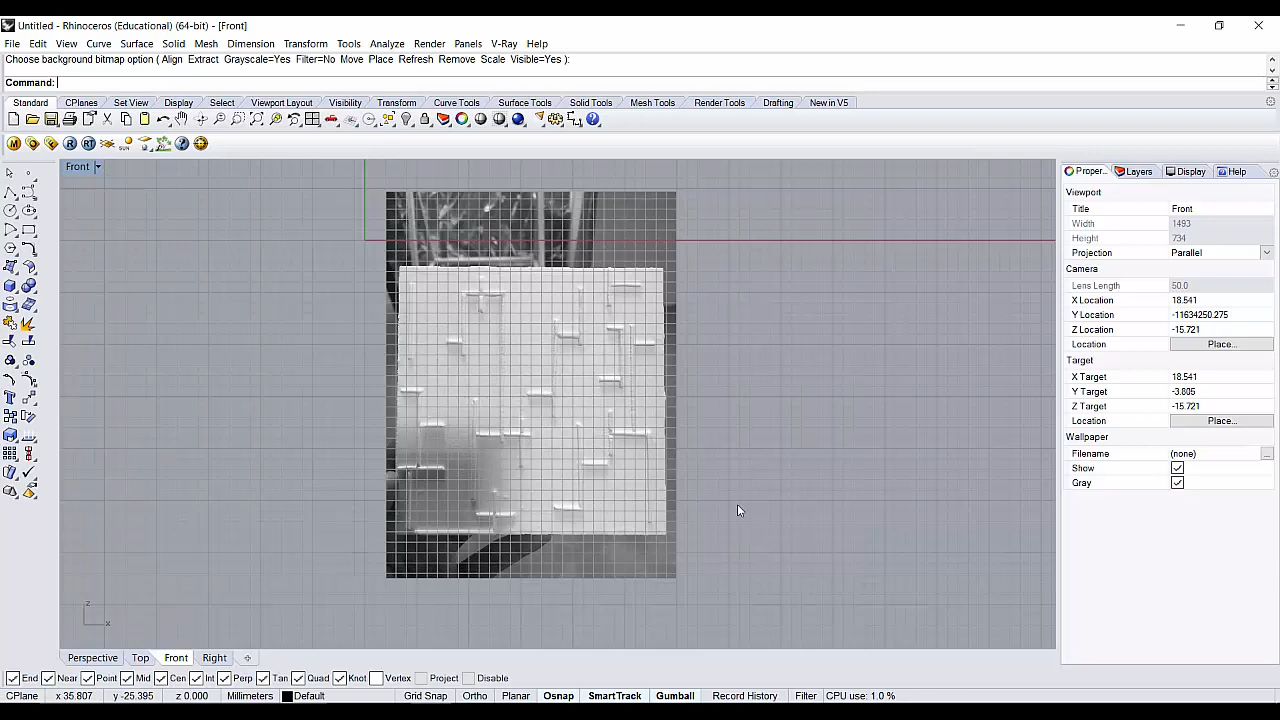 Untitled - Rhinoceros (Educational) (64-bit) - [Front]
File Edit View Curve Surface Solid Mesh Dimension Transform Tools Analyze Render Panels V-Ray Help
Choose background bitmap option ( Align Extract Grayscale=Yes Filter=No Move Place Refresh Remove Scale Visible=Yes ):
Command:
Standard CPlanes Set View Display Select Viewport Layout Visibility Transform Curve Tools Surface Tools Solid Tools Mesh Tools Render Tools Drafting New in V5
Front
Proper... Layers Display Help
Viewport
Title Front
Width 1493
Height 734
Projection Parallel
Camera
Lens Length 50.0
X Location 18.541
Y Location -11634250.275
Z Location -15.721
Location Place...
Target
X Target 18.541
Y Target -3.805
Z Target -15.721
Location Place...
Wallpaper
Filename (none) ...
Show
Gray
z
x
Perspective Top Front Right
End Near Point Mid Cen Int Perp Tan Quad Knot Vertex Project Disable
CPlane x 35.807 y -25.395 z 0.000 Millimeters Default Grid Snap Ortho Planar Osnap SmartTrack Gumball Record History Filter CPU use: 1.0 %